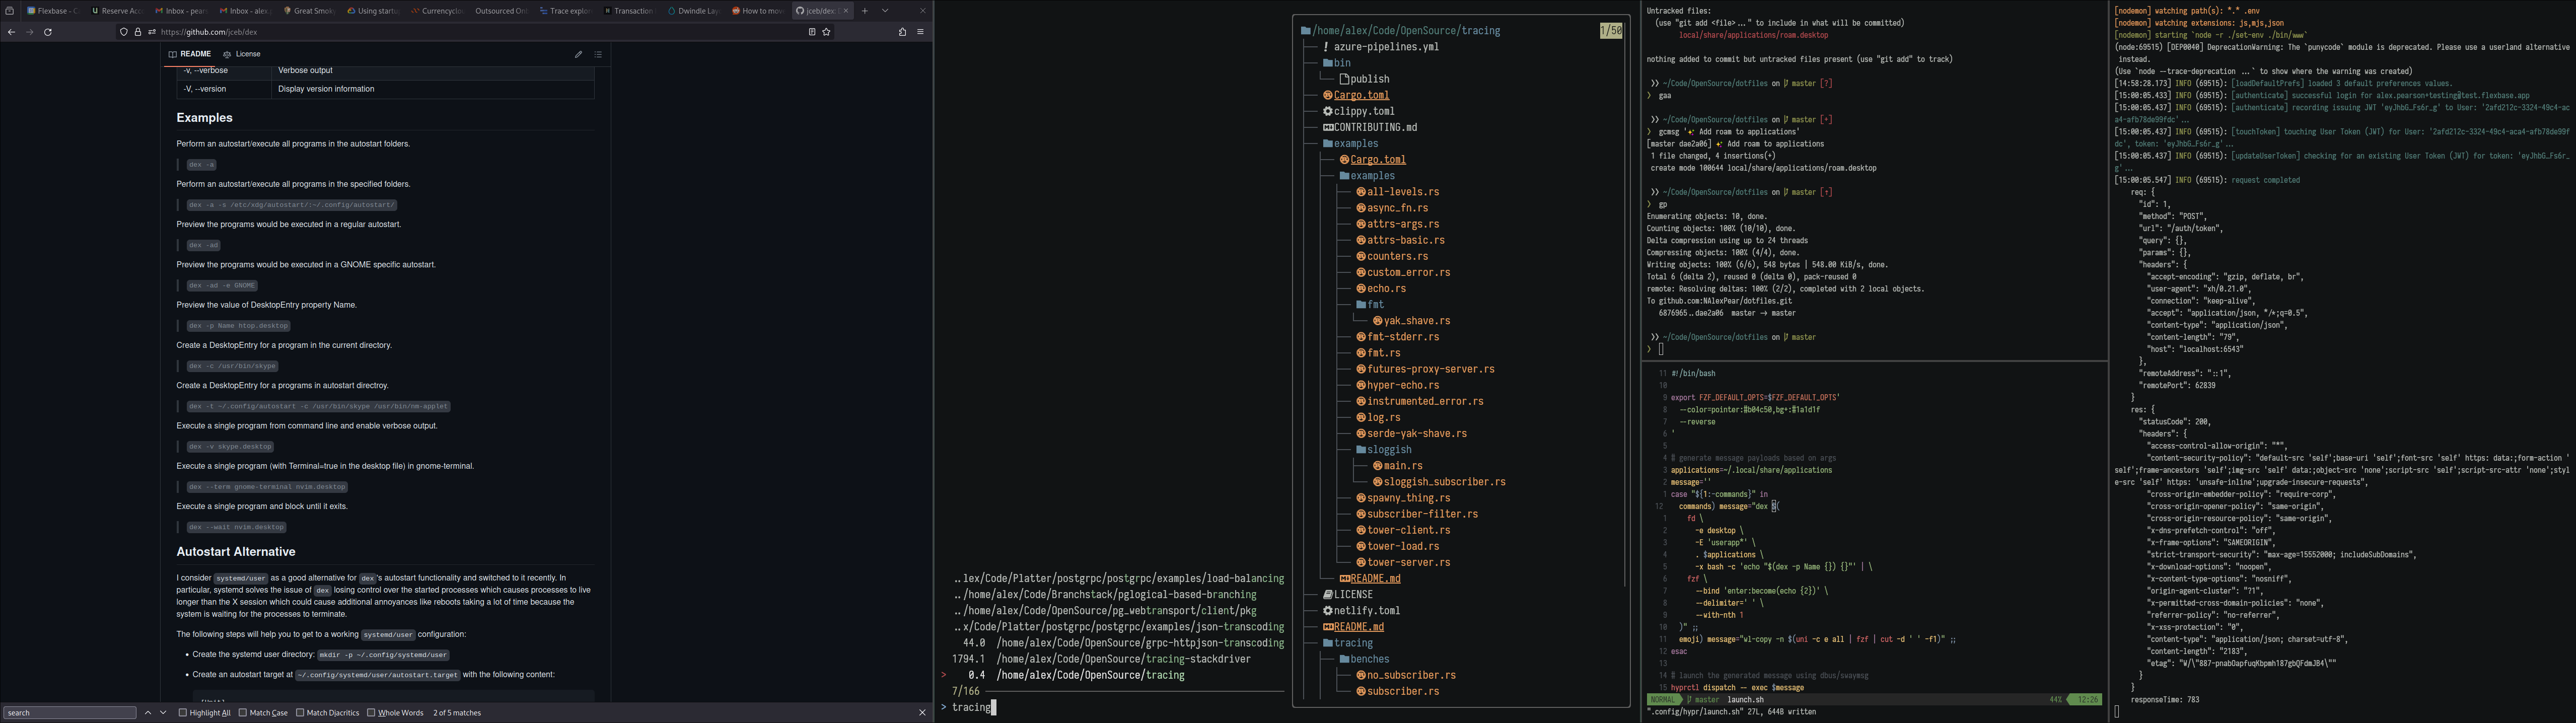 Flexbase - C
Reserve Acc
Inbox - pear
Inbox - alex.
Great Smoky
Using startu
Currencyclou
Outsourced Onl
Trace explor
Transaction
Dwindle Lay
How to move
jceb/dex: D
https://github.com/jceb/dex
README
License
-v, --verbose Verbose output
-V, --version Display version information
Examples
Perform an autostart/execute all programs in the autostart folders.
dex -a
Perform an autostart/execute all programs in the specified folders.
dex -a -s /etc/xdg/autostart/:~/.config/autostart/
Preview the programs would be executed in a regular autostart.
dex -ad
Preview the programs would be executed in a GNOME specific autostart.
dex -ad -e GNOME
Preview the value of DesktopEntry property Name.
dex -p Name htop.desktop
Create a DesktopEntry for a program in the current directory.
dex -c /usr/bin/skype
Create a DesktopEntry for a programs in autostart directroy.
dex -t ~/.config/autostart -c /usr/bin/skype /usr/bin/nm-applet
Execute a single program from command line and enable verbose output.
dex -v skype.desktop
Execute a single program (with Terminal=true in the desktop file) in gnome-terminal.
dex --term gnome-terminal nvim.desktop
Execute a single program and block until it exits.
dex --wait nvim.desktop
Autostart Alternative
I consider systemd/user as a good alternative for dex 's autostart functionality and switched to it recently. In
particular, systemd solves the issue of dex losing control over the started processes which causes processes to live
longer than the X session which could cause additional annoyances like reboots taking a lot of time because the
system is waiting for the processes to terminate.
The following steps will help you to get to a working systemd/user configuration:
• Create the systemd user directory: mkdir -p ~/.config/systemd/user
• Create an autostart target at ~/.config/systemd/user/autostart.target with the following content:
search
Highlight All
Match Case
Match Diacritics
Whole Words
2 of 5 matches
..lex/Code/Platter/postgrpc/postgrpc/examples/load-balancing
../home/alex/Code/Branchstack/pglogical-based-branching
../home/alex/Code/OpenSource/pg_webtransport/client/pkg
..x/Code/Platter/postgrpc/postgrpc/examples/json-transcoding
44.0 /home/alex/Code/OpenSource/grpc-httpjson-transcoding
1794.1 /home/alex/Code/OpenSource/tracing-stackdriver
> 0.4 /home/alex/Code/OpenSource/tracing
7/166
> tracing
/home/alex/Code/OpenSource/tracing 1/50
azure-pipelines.yml
bin
publish
Cargo.toml
clippy.toml
CONTRIBUTING.md
examples
Cargo.toml
examples
all-levels.rs
async_fn.rs
attrs-args.rs
attrs-basic.rs
counters.rs
custom_error.rs
echo.rs
fmt
yak_shave.rs
fmt-stderr.rs
fmt.rs
futures-proxy-server.rs
hyper-echo.rs
instrumented_error.rs
log.rs
serde-yak-shave.rs
sloggish
main.rs
sloggish_subscriber.rs
spawny_thing.rs
subscriber-filter.rs
tower-client.rs
tower-load.rs
tower-server.rs
README.md
LICENSE
netlify.toml
README.md
tracing
benches
no_subscriber.rs
subscriber.rs
Untracked files:
(use "git add <file>..." to include in what will be committed)
local/share/applications/roam.desktop
nothing added to commit but untracked files present (use "git add" to track)
~/Code/OpenSource/dotfiles on master [?]
gaa
~/Code/OpenSource/dotfiles on master [+]
gcmsg '✨ Add roam to applications'
[master dae2a06] ✨ Add roam to applications
1 file changed, 4 insertions(+)
create mode 100644 local/share/applications/roam.desktop
~/Code/OpenSource/dotfiles on master [↑]
gp
Enumerating objects: 10, done.
Counting objects: 100% (10/10), done.
Delta compression using up to 24 threads
Compressing objects: 100% (4/4), done.
Writing objects: 100% (6/6), 548 bytes | 548.00 KiB/s, done.
Total 6 (delta 2), reused 0 (delta 0), pack-reused 0
remote: Resolving deltas: 100% (2/2), completed with 2 local objects.
To github.com:NAlexPear/dotfiles.git
6876965..dae2a06 master -> master
~/Code/OpenSource/dotfiles on master
11 #!/bin/bash
10
9 export FZF_DEFAULT_OPTS=$FZF_DEFAULT_OPTS'
8 --color=pointer:#b04c50,bg+:#1a1d1f
7 --reverse
6 '
5
4 # generate message payloads based on args
3 applications=~/.local/share/applications
2 message=''
1 case "${1:-commands}" in
12 commands) message="dex $(
1 fd \
2 -e desktop \
3 -E 'userapp*' \
4 . $applications \
5 -x bash -c 'echo "$(dex -p Name {}) {}"' | \
6 fzf \
7 --bind 'enter:become(echo {2})' \
8 --delimiter=' ' \
9 --with-nth 1
10 )" ;;
11 emoji) message="wl-copy -n $(uni -c e all | fzf | cut -d ' ' -f1)" ;;
12 esac
13
14 # launch the generated message using dbus/swaymsg
15 hyprctl dispatch -- exec $message
NORMAL master launch.sh 44% 12:26
".config/hypr/launch.sh" 27L, 644B written
[nodemon] watching path(s): *.* .env
[nodemon] watching extensions: js,mjs,json
[nodemon] starting `node -r ./set-env ./bin/www`
(node:69515) [DEP0040] DeprecationWarning: The `punycode` module is deprecated. Please use a userland alternative
instead.
(Use `node --trace-deprecation ...` to show where the warning was created)
[14:58:28.173] INFO (69515): [loadDefaultPrefs] loaded 3 default preferences values.
[15:00:05.433] INFO (69515): [authenticate] successful login for alex.pearson+testing@test.flexbase.app
[15:00:05.437] INFO (69515): [authenticate] recording issuing JWT 'eyJhbG…Fs6r_g' to User: '2afd212c-3324-49c4-ac
a4-afb78de99fdc'...
[15:00:05.437] INFO (69515): [touchToken] touching User Token (JWT) for User: '2afd212c-3324-49c4-aca4-afb78de99f
dc', token: 'eyJhbG…Fs6r_g'...
[15:00:05.437] INFO (69515): [updateUserToken] checking for an existing User Token (JWT) for token: 'eyJhbG…Fs6r_
g'...
[15:00:05.547] INFO (69515): request completed
req: {
"id": 1,
"method": "POST",
"url": "/auth/token",
"query": {},
"params": {},
"headers": {
"accept-encoding": "gzip, deflate, br",
"user-agent": "xh/0.21.0",
"connection": "keep-alive",
"accept": "application/json, */*;q=0.5",
"content-type": "application/json",
"content-length": "79",
"host": "localhost:6543"
},
"remoteAddress": "::1",
"remotePort": 62839
}
res: {
"statusCode": 200,
"headers": {
"access-control-allow-origin": "*",
"content-security-policy": "default-src 'self';base-uri 'self';font-src 'self' https: data:;form-action '
self';frame-ancestors 'self';img-src 'self' data:;object-src 'none';script-src 'self';script-src-attr 'none';styl
e-src 'self' https: 'unsafe-inline';upgrade-insecure-requests",
"cross-origin-embedder-policy": "require-corp",
"cross-origin-opener-policy": "same-origin",
"cross-origin-resource-policy": "same-origin",
"x-dns-prefetch-control": "off",
"x-frame-options": "SAMEORIGIN",
"strict-transport-security": "max-age=15552000; includeSubDomains",
"x-download-options": "noopen",
"x-content-type-options": "nosniff",
"origin-agent-cluster": "?1",
"x-permitted-cross-domain-policies": "none",
"referrer-policy": "no-referrer",
"x-xss-protection": "0",
"content-type": "application/json; charset=utf-8",
"content-length": "2183",
"etag": "W/\"887-pnabOapfuqKbpmh187gbQFdmJB4\""
}
}
responseTime: 783